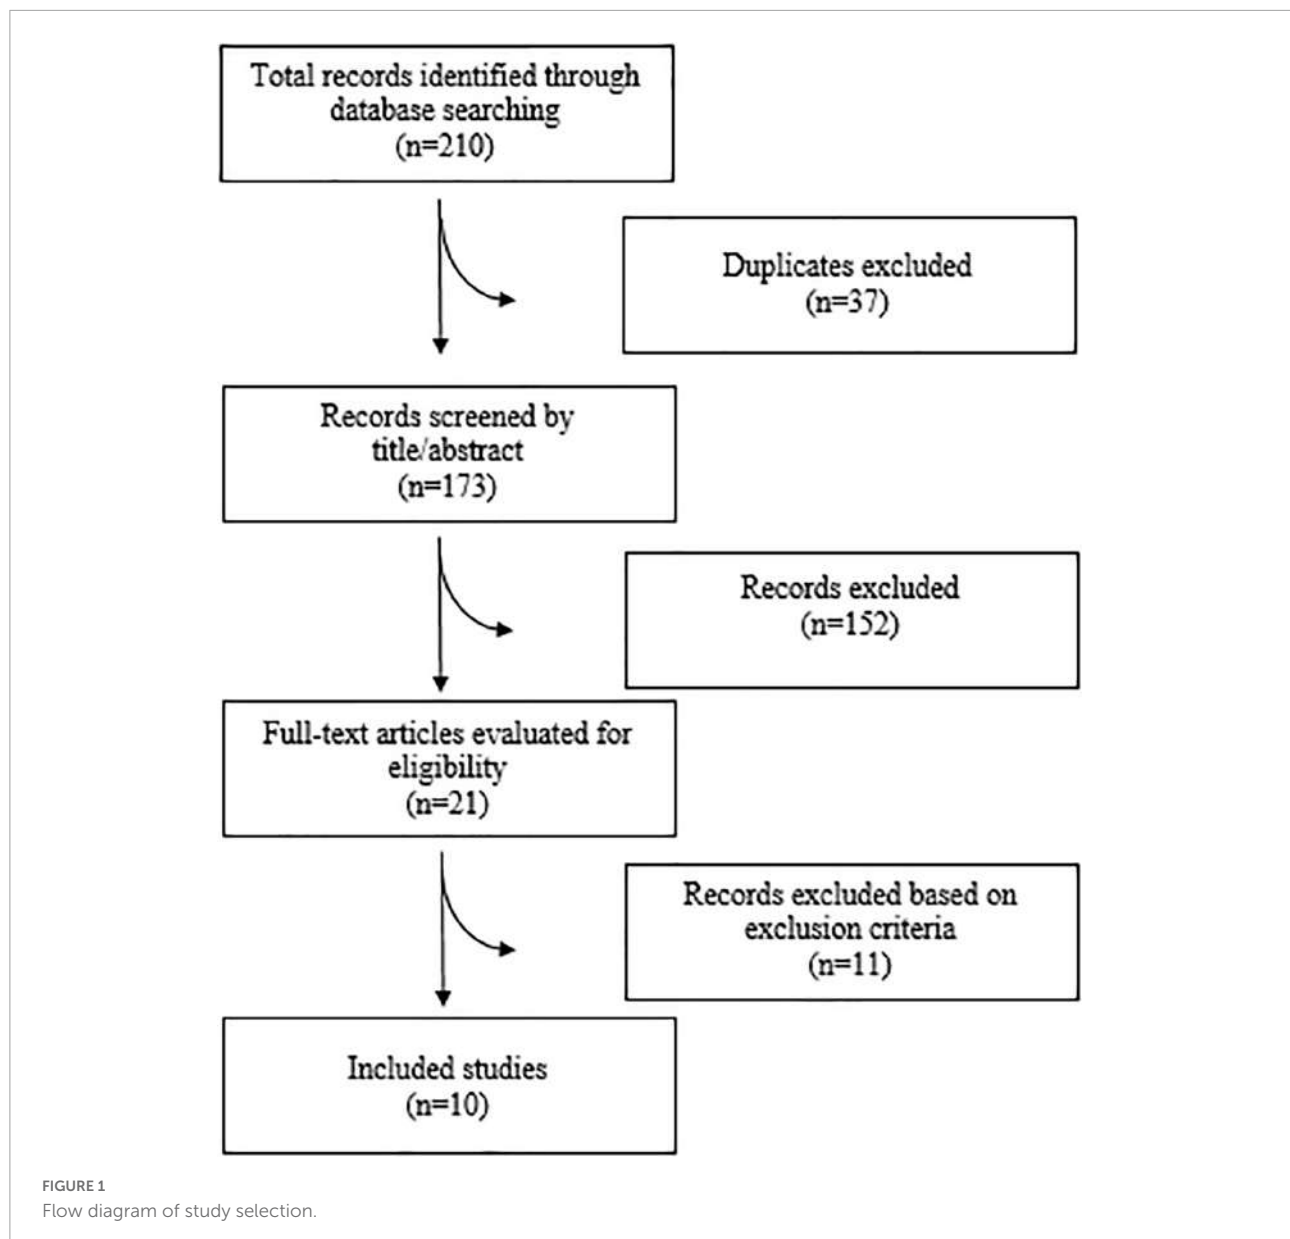 Total records identified through
database searching
(n=210)
Duplicates excluded
(n=37)
Records screened by
title/abstract
(n=173)
Records excluded
(n=152)
Full-text articles evaluated for
eligibility
(n=21)
Records excluded based on
exclusion criteria
(n=11)
Included studies
(n=10)
FIGURE 1
Flow diagram of study selection.